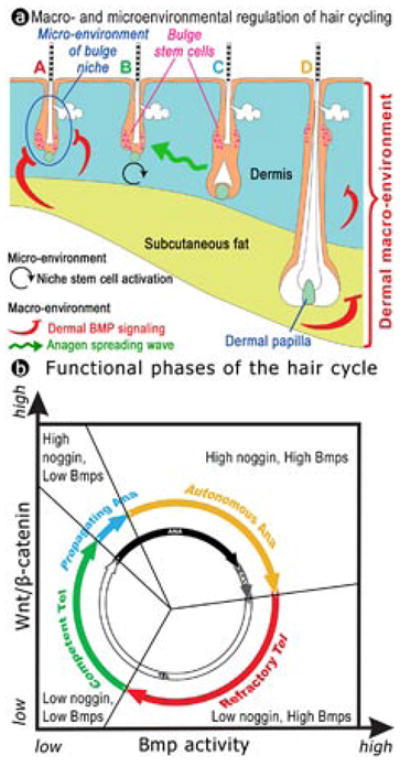 a Macro- and microenvironmental regulation of hair cycling
Micro-environment
of bulge
niche
Bulge
stem cells
A
B
C
D
Dermis
Subcutaneous fat
Micro-environment
Niche stem cell activation
Macro-environment
Dermal BMP signaling
Anagen spreading wave
Dermal papilla
Dermal macro-environment
b Functional phases of the hair cycle
high
Wnt/β-catenin
low
High
noggin,
Low Bmps
High noggin, High Bmps
Propagating Ana
Autonomous Ana
ANA
Competent Tel
Refractory Tel
TEL
Low noggin,
Low Bmps
Low noggin, High Bmps
low
Bmp activity
high